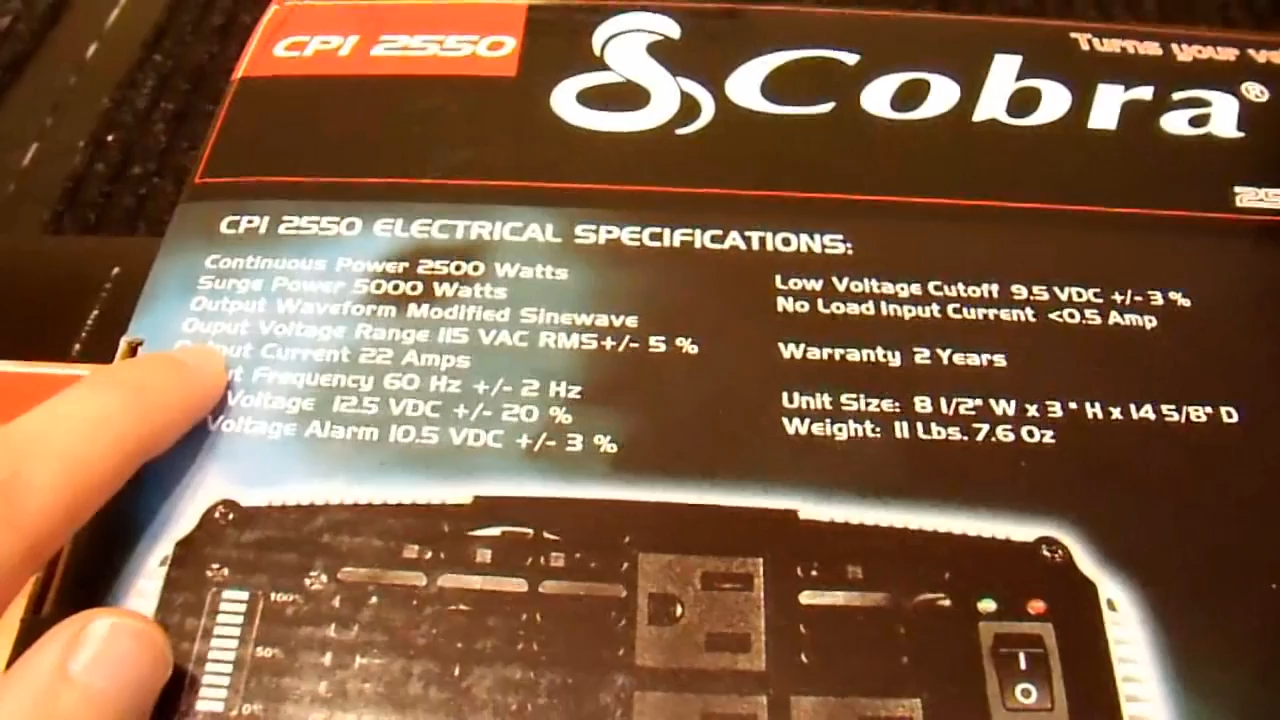 CPI 2550
Cobra®
Turns your
CPI 2550 ELECTRICAL SPECIFICATIONS:
Continuous Power 2500 Watts
Surge Power 5000 Watts
Output Waveform Modified Sinewave
Ouput Voltage Range 115 VAC RMS+/- 5 %
Current 22 Amps
Frequency 60 Hz +/- 2 Hz
Voltage 12.5 VDC +/- 20 %
Voltage Alarm 10.5 VDC +/- 3 %
Low Voltage Cutoff 9.5 VDC +/- 3 %
No Load Input Current <0.5 Amp
Warranty 2 Years
Unit Size: 8 1/2" W x 3" H x 14 5/8" D
Weight: 11 Lbs. 7.6 Oz
100%
50%
0%
I
O